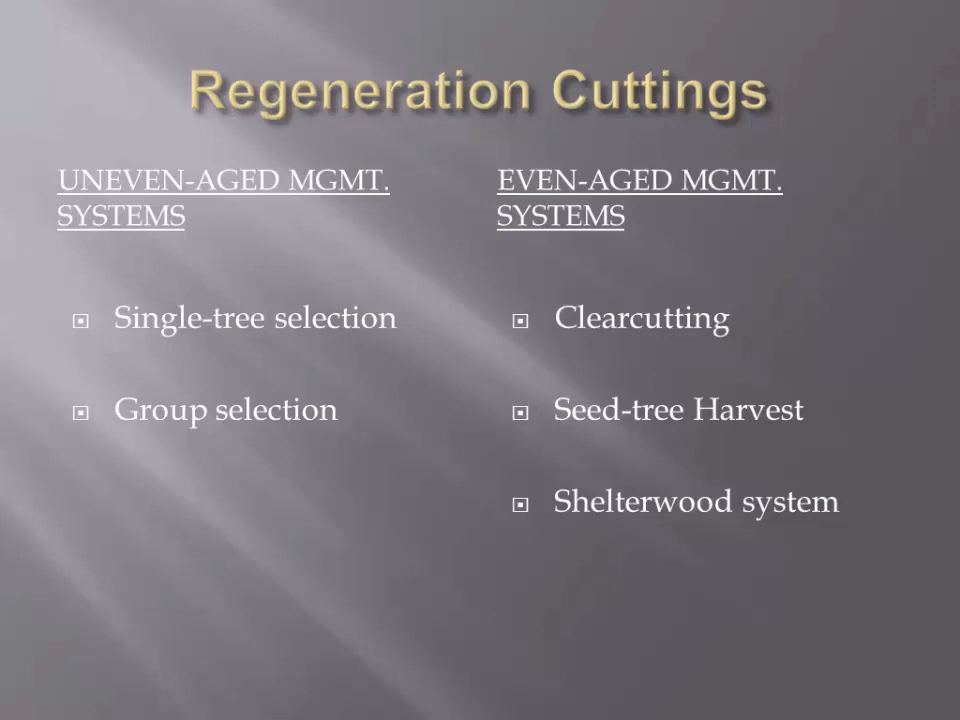 Regeneration Cuttings
UNEVEN-AGED MGMT.
SYSTEMS
Single-tree selection
Group selection
EVEN-AGED MGMT.
SYSTEMS
Clearcutting
Seed-tree Harvest
Shelterwood system